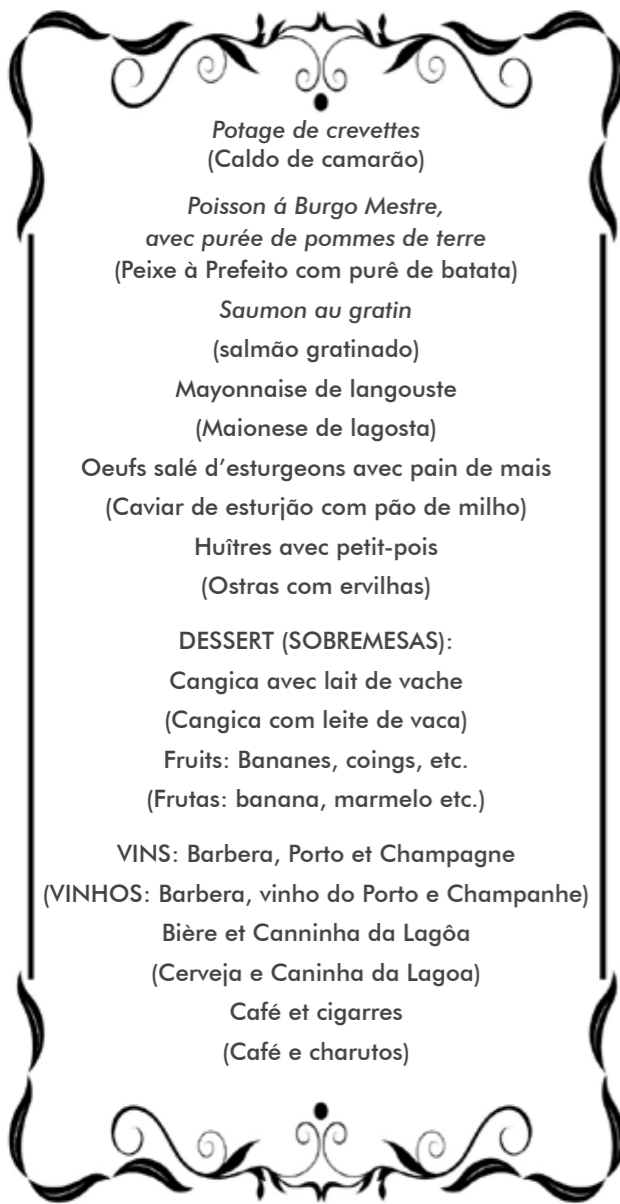 Potage de crevettes
(Caldo de camarão)
Poisson á Burgo Mestre,
avec purée de pommes de terre
(Peixe à Prefeito com purê de batata)
Saumon au gratin
(salmão gratinado)
Mayonnaise de langouste
(Maionese de lagosta)
Oeufs salé d’esturgeons avec pain de mais
(Caviar de esturjão com pão de milho)
Huîtres avec petit-pois
(Ostras com ervilhas)
DESSERT (SOBREMESAS):
Cangica avec lait de vache
(Cangica com leite de vaca)
Fruits: Bananes, coings, etc.
(Frutas: banana, marmelo etc.)
VINS: Barbera, Porto et Champagne
(VINHOS: Barbera, vinho do Porto e Champanhe)
Bière et Canninha da Lagôa
(Cerveja e Caninha da Lagoa)
Café et cigarres
(Café e charutos)